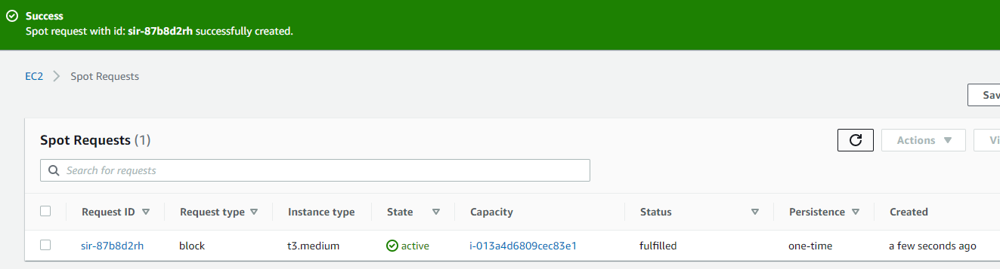 Success
Spot request with id: sir-87b8d2rh successfully created.
EC2 > Spot Requests
Sav
Spot Requests (1)
Actions
Vi
Search for requests
Request ID Request type Instance type State Capacity Status Persistence Created
sir-87b8d2rh block t3.medium active i-013a4d6809cec83e1 fulfilled one-time a few seconds ago